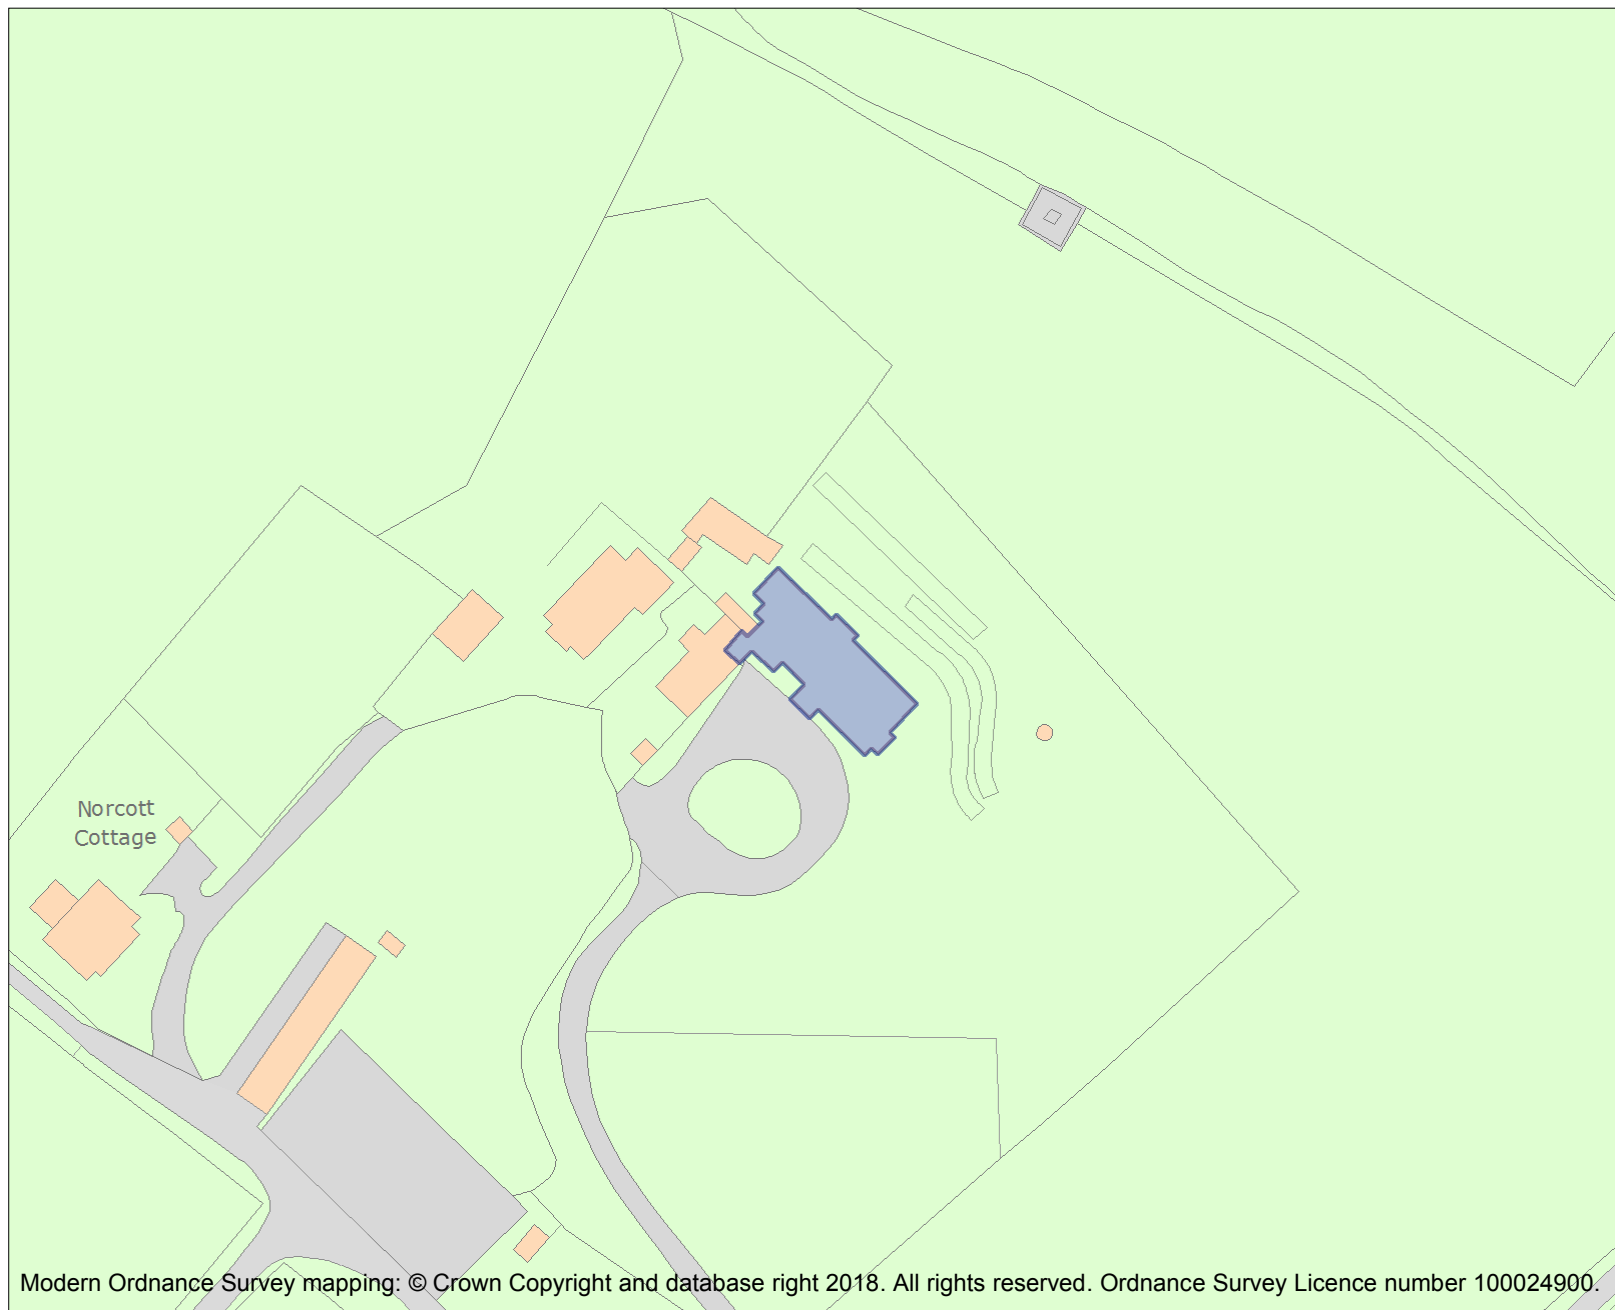 Norcott
Cottage
Modern Ordnance Survey mapping: © Crown Copyright and database right 2018. All rights reserved. Ordnance Survey Licence number 100024900.